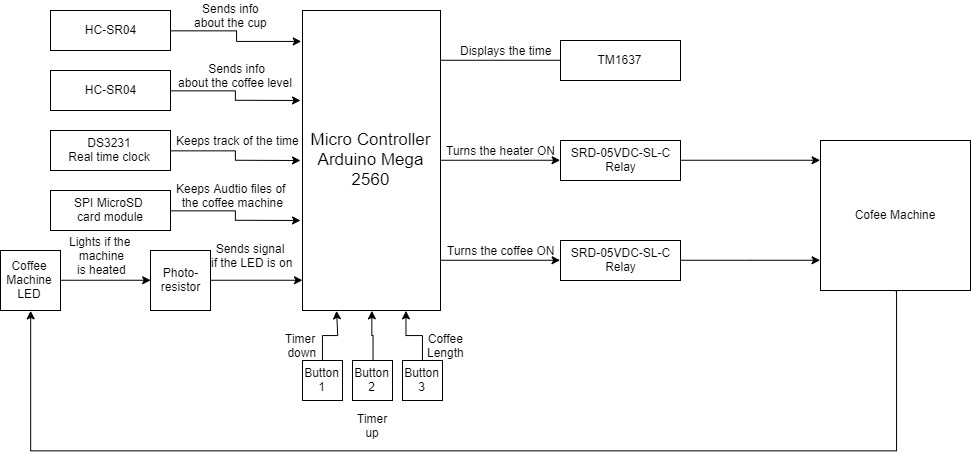 HC-SR04
Sends info
about the cup
HC-SR04
Sends info
about the coffee level
DS3231
Real time clock
Keeps track of the time
SPI MicroSD
card module
Keeps Audtio files of
the coffee machine
Coffee
Machine
LED
Lights if the
machine
is heated
Photo-
resistor
Sends signal
if the LED is on
Micro Controller
Arduino Mega
2560
Displays the time
TM1637
Turns the heater ON
SRD-05VDC-SL-C
Relay
Turns the coffee ON
SRD-05VDC-SL-C
Relay
Cofee Machine
Timer
down
Coffee
Length
Button
1
Button
2
Button
3
Timer
up